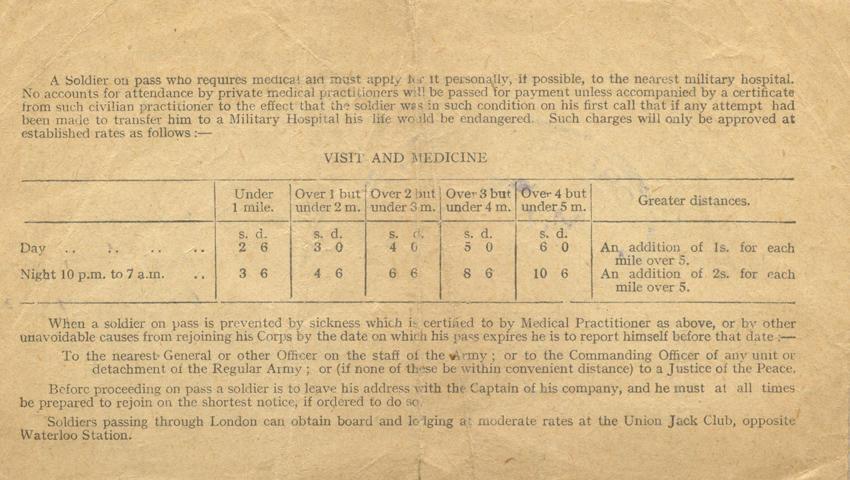 A Soldier on pass who requires medical aid must apply for it personally, if possible, to the nearest military hospital.
No accounts for attendance by private medical practitioners will be passed for payment unless accompanied by a certificate
from such civilian practitioner to the effect that the soldier was in such condition on his first call that if any attempt had
been made to transfer him to a Military Hospital his life would be endangered. Such charges will only be approved at
established rates as follows :—
VISIT AND MEDICINE
Under 1 mile. | Over 1 but under 2 m. | Over 2 but under 3 m. | Over 3 but under 4 m. | Over 4 but under 5 m. | Greater distances.
s. d. | s. d. | s. d. | s. d. | s. d.
Day .. .. .. .. | 2 6 | 3 0 | 4 0 | 5 0 | 6 0 | An addition of 1s. for each mile over 5.
Night 10 p.m. to 7 a.m. .. | 3 6 | 4 6 | 6 6 | 8 6 | 10 6 | An addition of 2s. for each mile over 5.
When a soldier on pass is prevented by sickness which is certified to by Medical Practitioner as above, or by other
unavoidable causes from rejoining his Corps by the date on which his pass expires he is to report himself before that date :—
To the nearest General or other Officer on the staff of the Army ; or to the Commanding Officer of any unit or
detachment of the Regular Army ; or (if none of these be within convenient distance) to a Justice of the Peace.
Before proceeding on pass a soldier is to leave his address with the Captain of his company, and he must at all times
be prepared to rejoin on the shortest notice, if ordered to do so.
Soldiers passing through London can obtain board and lodging at moderate rates at the Union Jack Club, opposite
Waterloo Station.